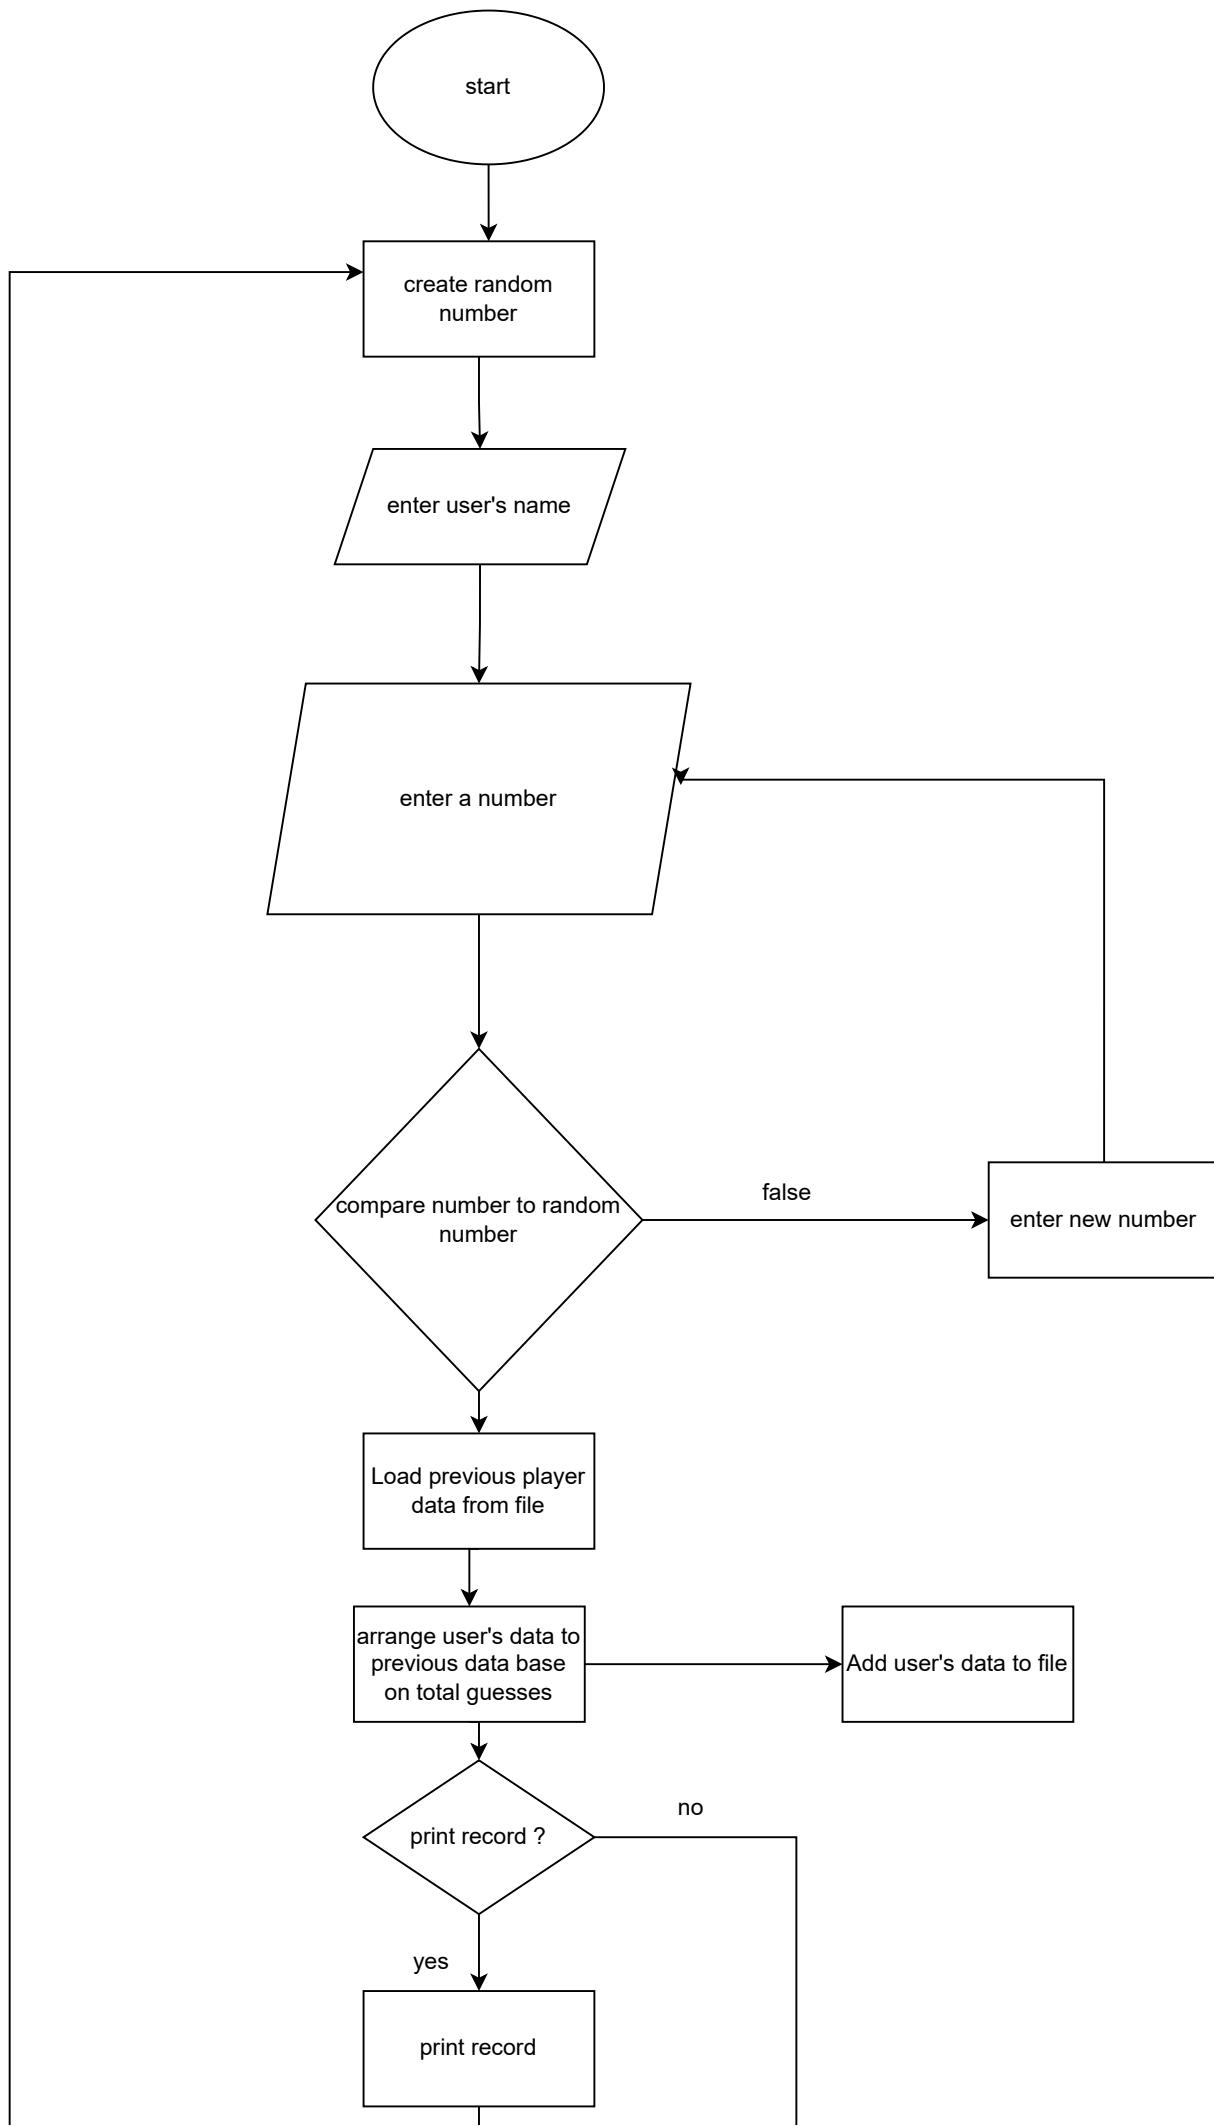 start
create random
number
enter user's name
enter a number
compare number to random
number
false
enter new number
Load previous player
data from file
arrange user's data to
previous data base
on total guesses
Add user's data to file
print record ?
no
yes
print record